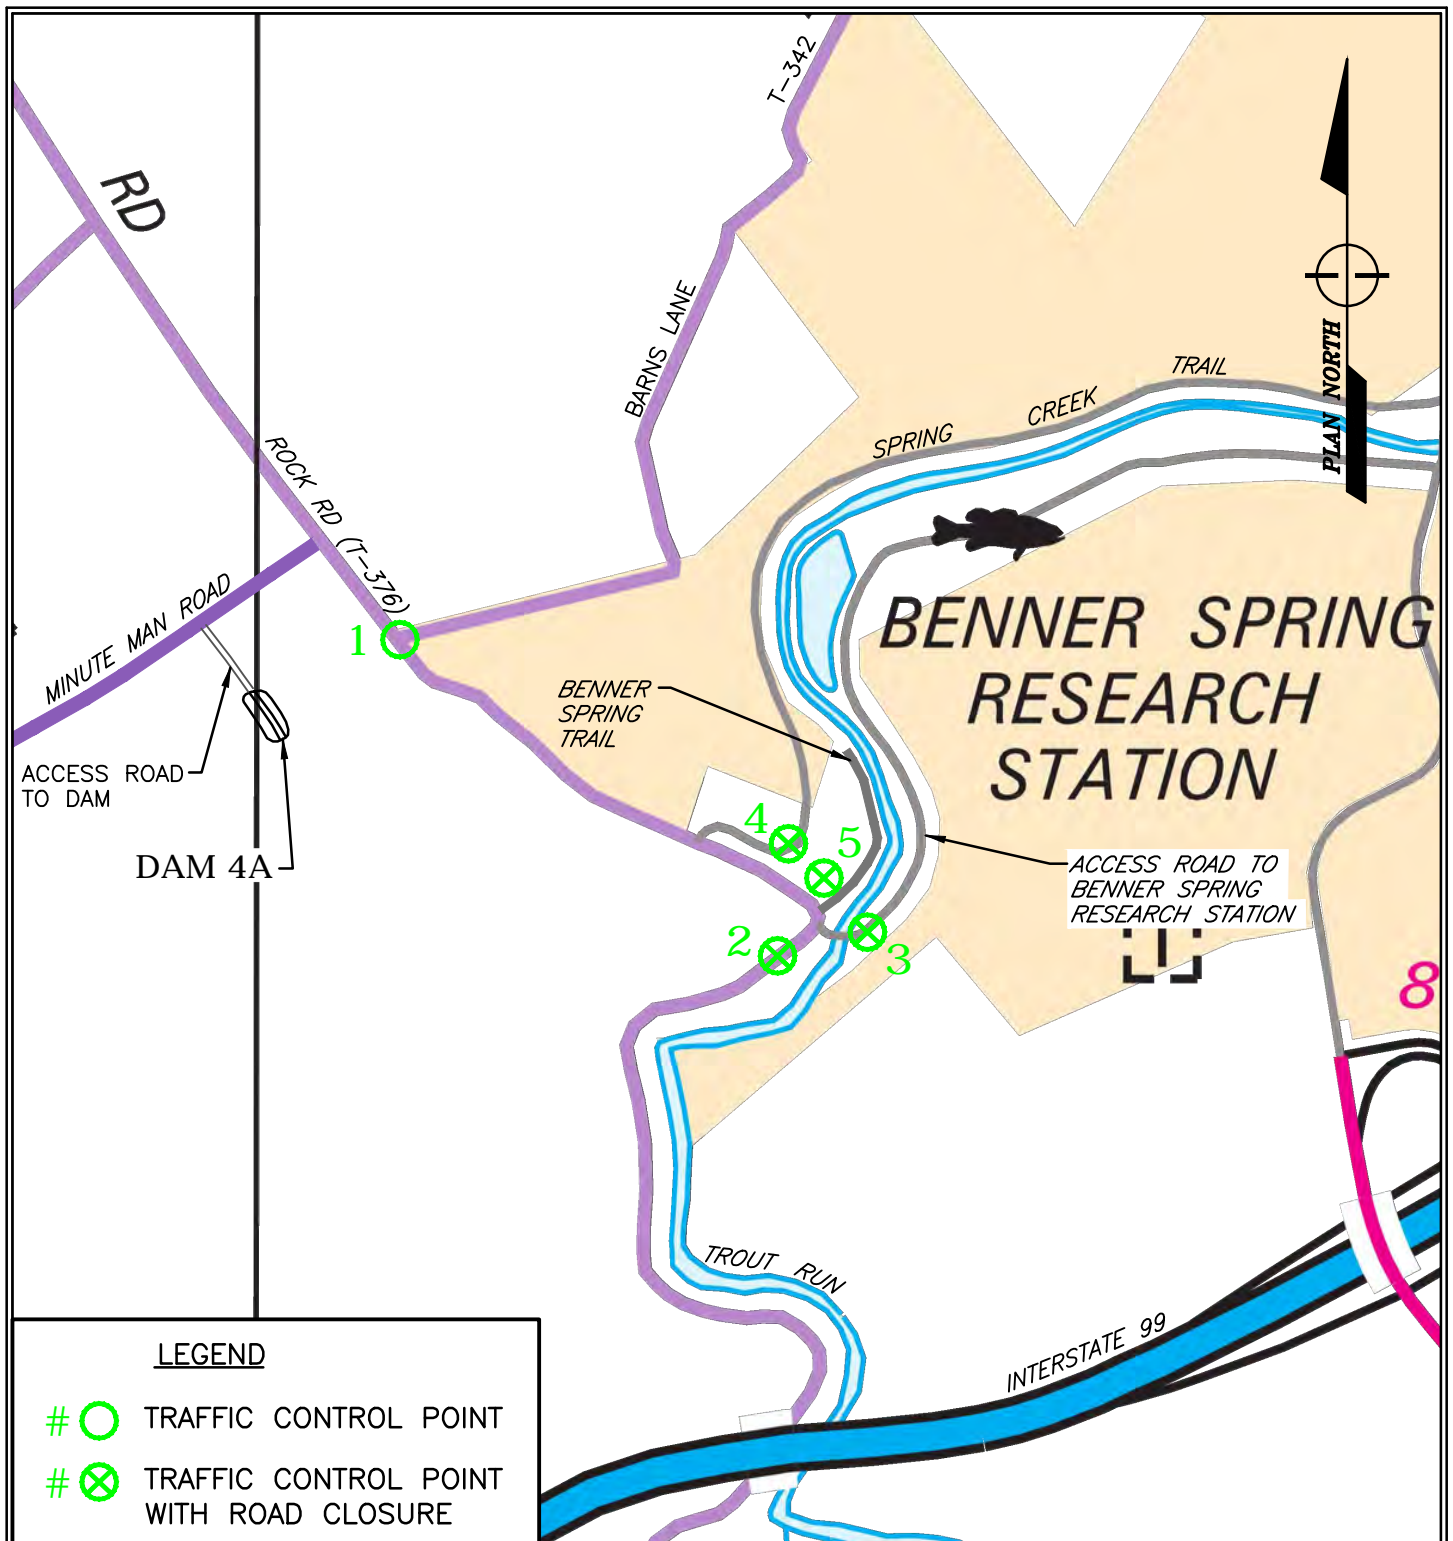 T-342
RD
BARNS LANE
PLAN NORTH
SPRING CREEK TRAIL
ROCK RD (T-376)
MINUTE MAN ROAD
1
BENNER SPRING
RESEARCH
STATION
BENNER
SPRING
TRAIL
ACCESS ROAD
TO DAM
DAM 4A
4
5
ACCESS ROAD TO
BENNER SPRING
RESEARCH STATION
2
3
8
TROUT RUN
INTERSTATE 99
LEGEND
# TRAFFIC CONTROL POINT
# TRAFFIC CONTROL POINT
WITH ROAD CLOSURE